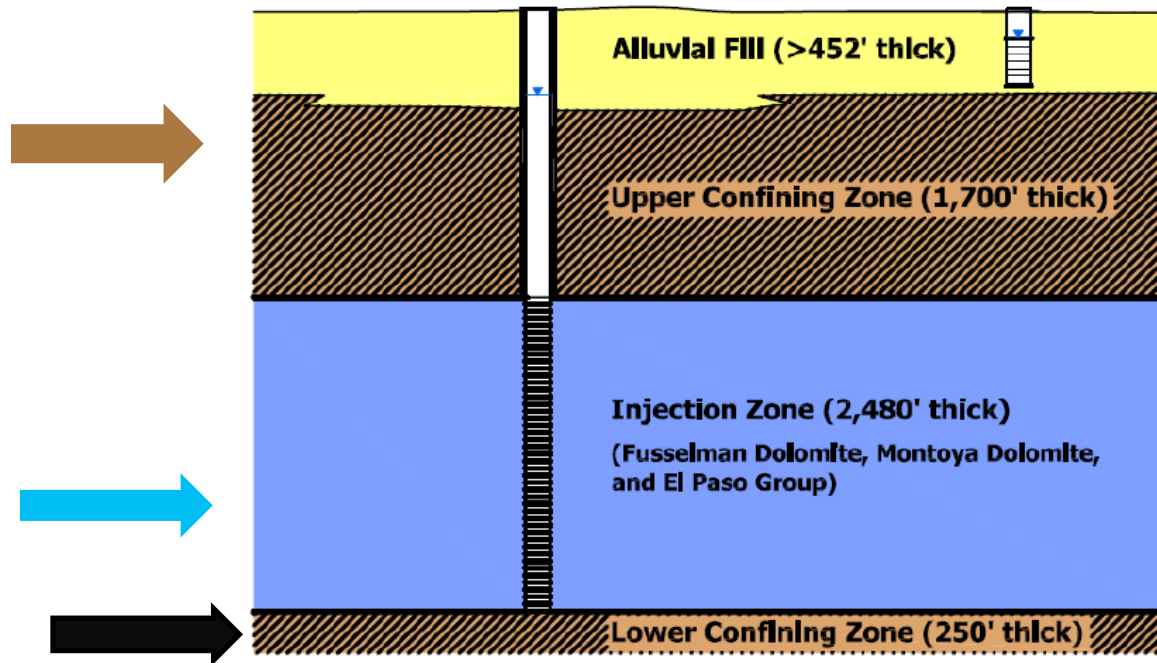 Alluvial Fill (>452' thick)
Upper Confining Zone (1,700' thick)
Injection Zone (2,480' thick)
(Fusselman Dolomite, Montoya Dolomite,
and El Paso Group)
Lower Confining Zone (250' thick)